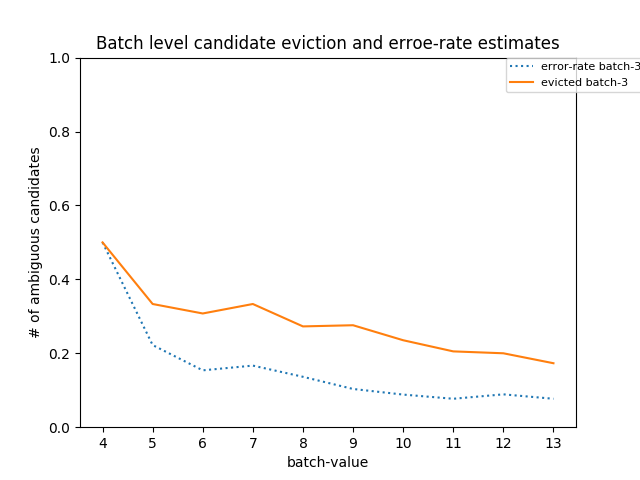 Batch level candidate eviction and erroe-rate estimates
error-rate batch-3
evicted batch-3
# of ambiguous candidates
1.0
0.8
0.6
0.4
0.2
0.0
4 5 6 7 8 9 10 11 12 13
batch-value